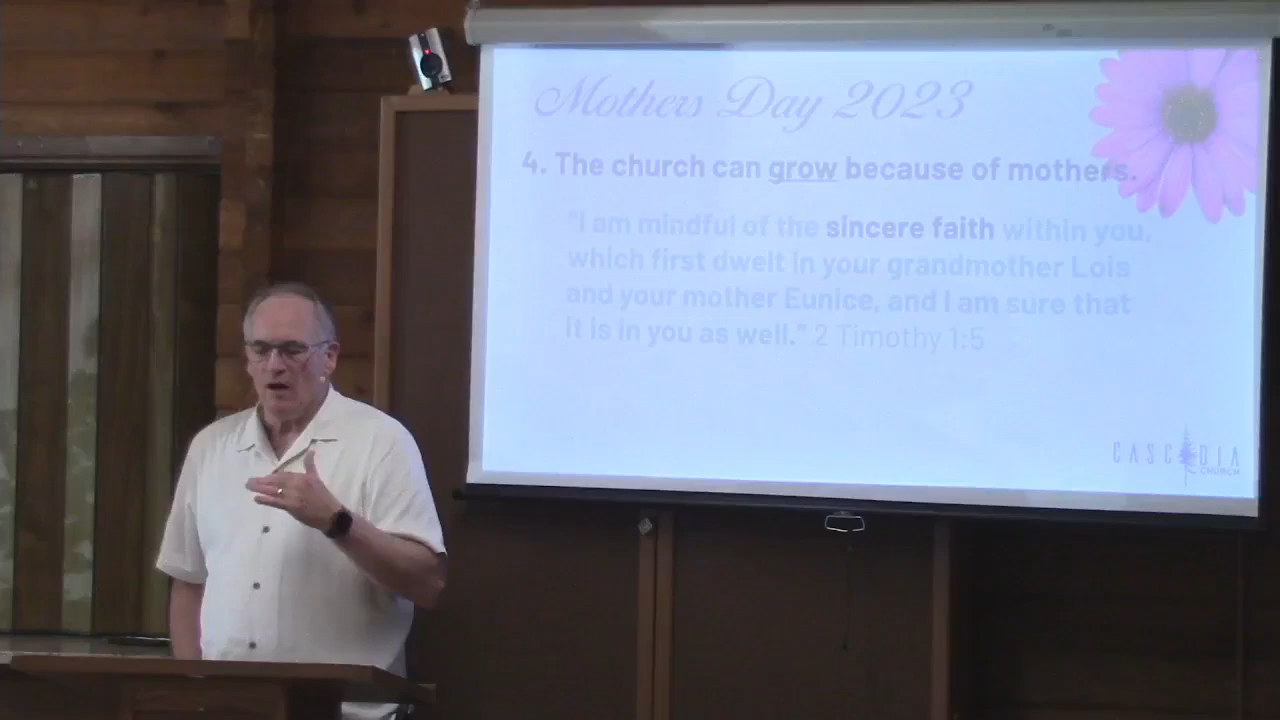 Mothers Day 2023
4. The church can grow because of mothers.
"I am mindful of the sincere faith within you,
which first dwelt in your grandmother Lois
and your mother Eunice, and I am sure that
it is in you as well." 2 Timothy 1:5
CASCADIA
CHURCH